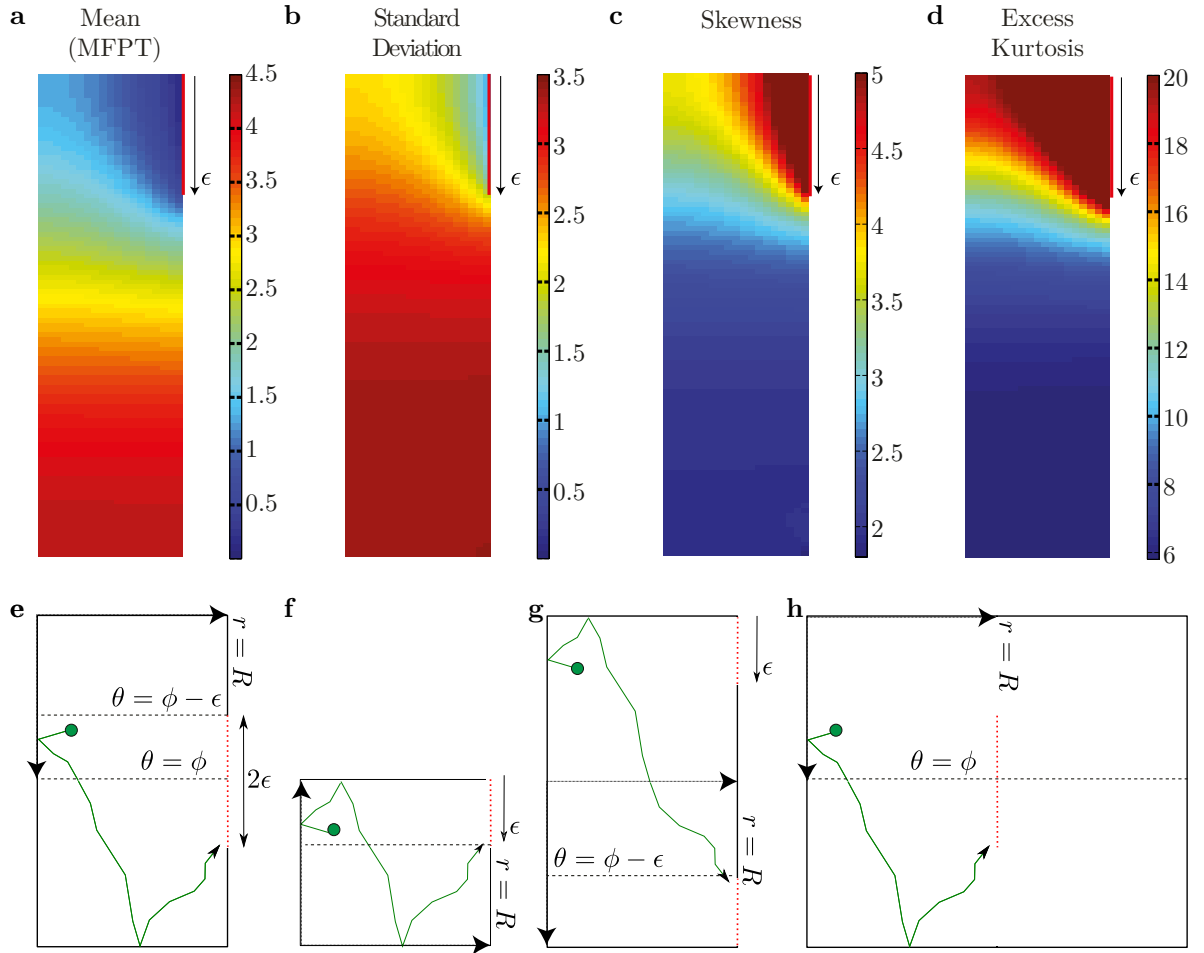 a
Mean
(MFPT)
b
Standard
Deviation
c
Skewness
d
Excess
Kurtosis
4.5
4
3.5
3
2.5
2
1.5
1
0.5
ϵ
3.5
3
2.5
2
1.5
1
0.5
ϵ
5
4.5
4
3.5
3
2.5
2
ϵ
20
18
16
14
12
10
8
6
ϵ
e
r = R
θ = ϕ − ϵ
θ = ϕ
2ϵ
f
ϵ
r = R
g
ϵ
θ = ϕ − ϵ
r = R
h
r = R
θ = ϕ